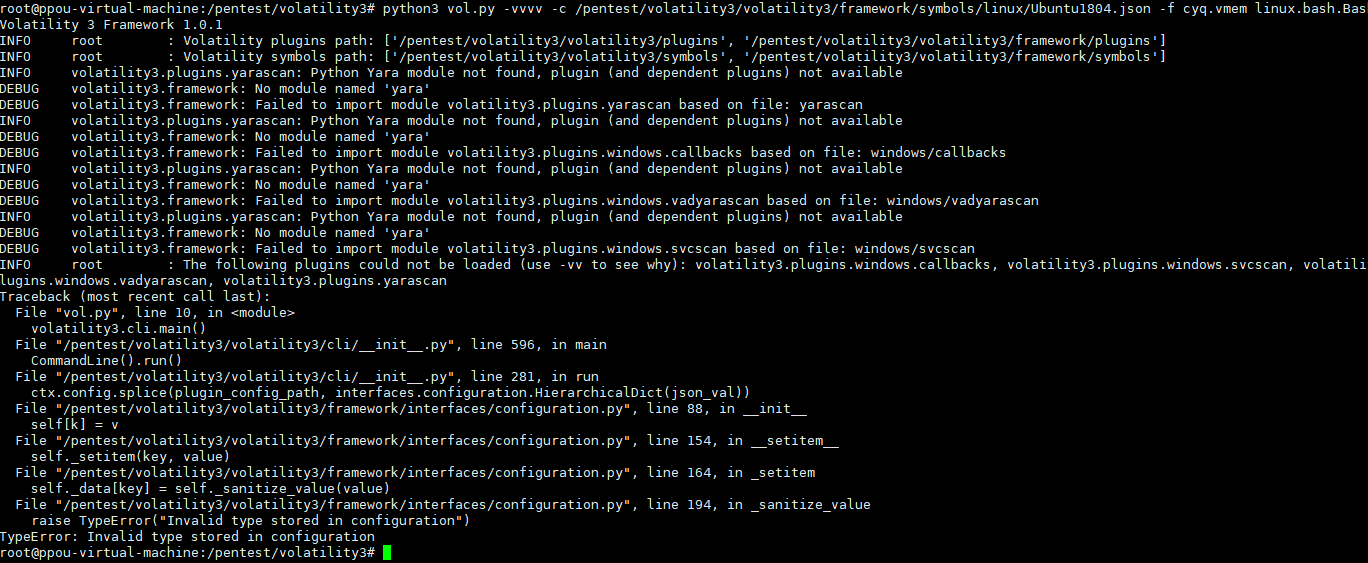 root@ppou-virtual-machine:/pentest/volatility3# python3 vol.py -vvvv -c /pentest/volatility3/volatility3/framework/symbols/linux/Ubuntu1804.json -f cyq.vmem linux.bash.Bas
Volatility 3 Framework 1.0.1
INFO     root        : Volatility plugins path: ['/pentest/volatility3/volatility3/plugins', '/pentest/volatility3/volatility3/framework/plugins']
INFO     root        : Volatility symbols path: ['/pentest/volatility3/volatility3/symbols', '/pentest/volatility3/volatility3/framework/symbols']
INFO     volatility3.plugins.yarascan: Python Yara module not found, plugin (and dependent plugins) not available
DEBUG    volatility3.framework: No module named 'yara'
DEBUG    volatility3.framework: Failed to import module volatility3.plugins.yarascan based on file: yarascan
INFO     volatility3.plugins.yarascan: Python Yara module not found, plugin (and dependent plugins) not available
DEBUG    volatility3.framework: No module named 'yara'
DEBUG    volatility3.framework: Failed to import module volatility3.plugins.windows.callbacks based on file: windows/callbacks
INFO     volatility3.plugins.yarascan: Python Yara module not found, plugin (and dependent plugins) not available
DEBUG    volatility3.framework: No module named 'yara'
DEBUG    volatility3.framework: Failed to import module volatility3.plugins.windows.vadyarascan based on file: windows/vadyarascan
INFO     volatility3.plugins.yarascan: Python Yara module not found, plugin (and dependent plugins) not available
DEBUG    volatility3.framework: No module named 'yara'
DEBUG    volatility3.framework: Failed to import module volatility3.plugins.windows.svcscan based on file: windows/svcscan
INFO     root        : The following plugins could not be loaded (use -vv to see why): volatility3.plugins.windows.callbacks, volatility3.plugins.windows.svcscan, volatili
lugins.windows.vadyarascan, volatility3.plugins.yarascan
Traceback (most recent call last):
  File "vol.py", line 10, in <module>
    volatility3.cli.main()
  File "/pentest/volatility3/volatility3/cli/__init__.py", line 596, in main
    CommandLine().run()
  File "/pentest/volatility3/volatility3/cli/__init__.py", line 281, in run
    ctx.config.splice(plugin_config_path, interfaces.configuration.HierarchicalDict(json_val))
  File "/pentest/volatility3/volatility3/framework/interfaces/configuration.py", line 88, in __init__
    self[k] = v
  File "/pentest/volatility3/volatility3/framework/interfaces/configuration.py", line 154, in __setitem__
    self._setitem(key, value)
  File "/pentest/volatility3/volatility3/framework/interfaces/configuration.py", line 164, in _setitem
    self._data[key] = self._sanitize_value(value)
  File "/pentest/volatility3/volatility3/framework/interfaces/configuration.py", line 194, in _sanitize_value
    raise TypeError("Invalid type stored in configuration")
TypeError: Invalid type stored in configuration
root@ppou-virtual-machine:/pentest/volatility3#